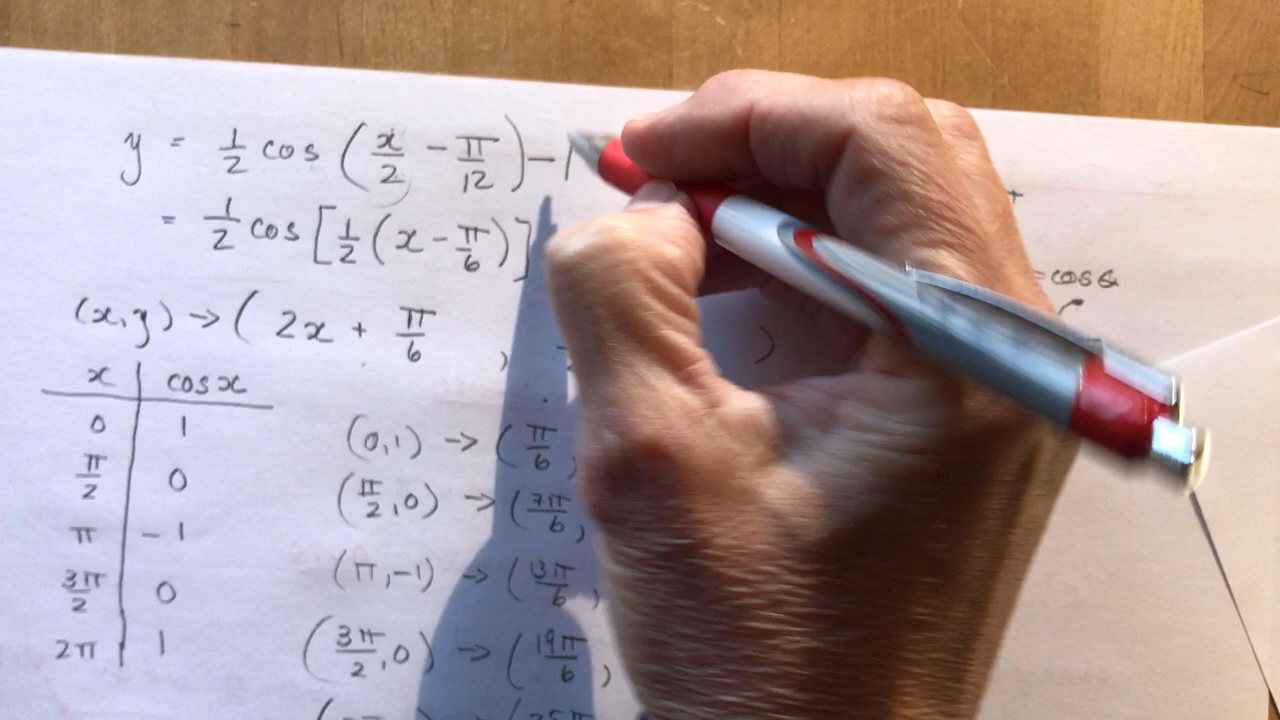 y = 1/2 cos (x/2 - π/12) - 1
= 1/2 cos [1/2 (x - π/6)]
(x, y) → ( 2x + π/6 , )
x | cos x
0 | 1 (0, 1) → ( π/6 ,
π/2 | 0 (π/2, 0) → ( 7π/6 ,
π | -1 (π, -1) → ( 13π/6 ,
3π/2 | 0 (3π/2, 0) → ( 19π/6 ,
2π | 1
= cos